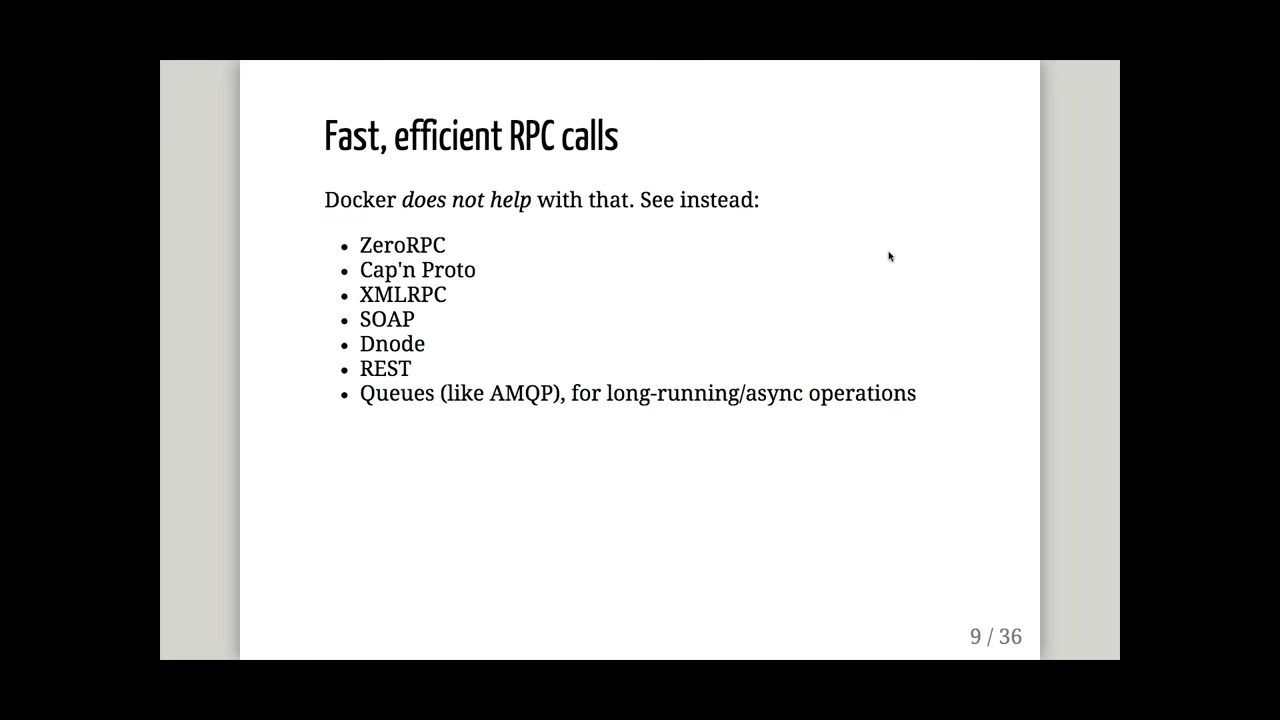 Fast, efficient RPC calls
Docker does not help with that. See instead:
• ZeroRPC
• Cap'n Proto
• XMLRPC
• SOAP
• Dnode
• REST
• Queues (like AMQP), for long-running/async operations
9 / 36